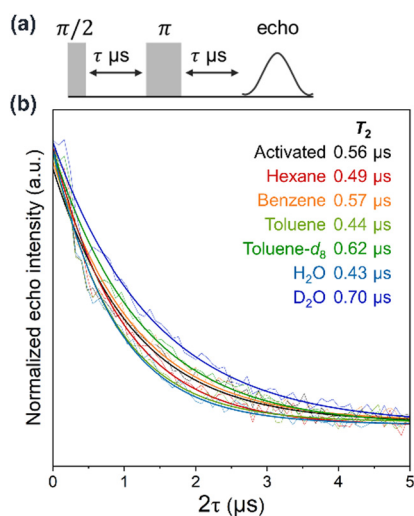 (a)
π/2 π echo
τ μs τ μs
(b)
Normalized echo intensity (a.u.)
T₂
Activated 0.56 μs
Hexane 0.49 μs
Benzene 0.57 μs
Toluene 0.44 μs
Toluene-d₈ 0.62 μs
H₂O 0.43 μs
D₂O 0.70 μs
0 1 2 3 4 5
2τ (μs)